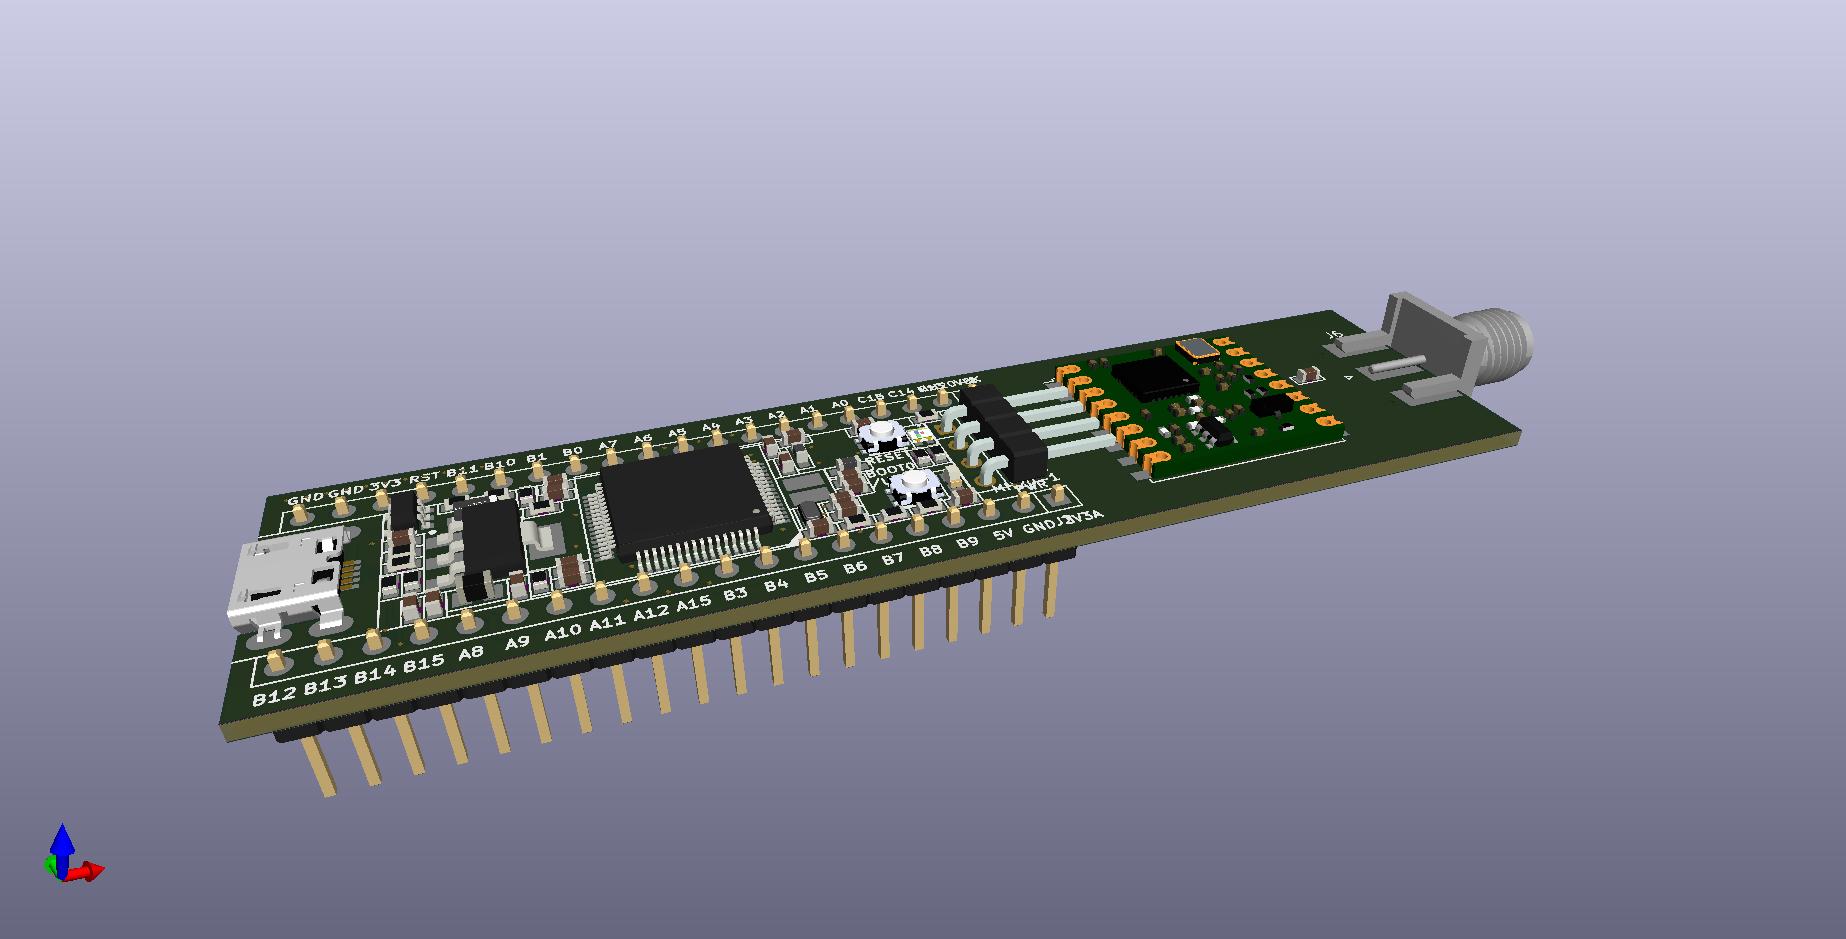 GND GND 3V3 RST B11 B10 B1 B0 A7 A6 A5 A4 A3 A2 A1 A0 C15 C14
J6
RESET
BOOT0
B12 B13 B14 B15 A8 A9 A10 A11 A12 A15 B3 B4 B5 B6 B7 B8 B9 5V GND